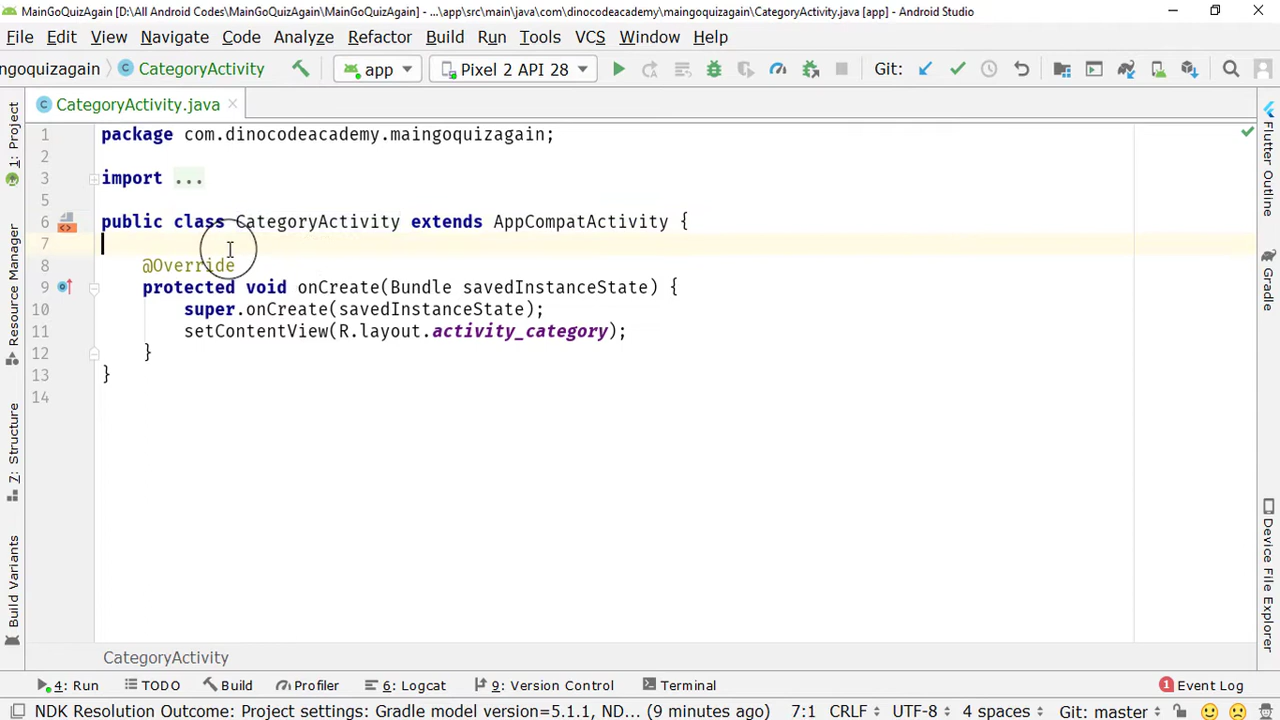 MainGoQuizAgain [D:\All Android Codes\MainGoQuizAgain\MainGoQuizAgain] - ...\app\src\main\java\com\dinocodeacademy\maingoquizagain\CategoryActivity.java [app] - Android Studio
File Edit View Navigate Code Analyze Refactor Build Run Tools VCS Window Help
ngoquizagain CategoryActivity app Pixel 2 API 28 Git:
CategoryActivity.java
1 package com.dinocodeacademy.maingoquizagain;
2
3 import ...
5
6 public class CategoryActivity extends AppCompatActivity {
7
8 @Override
9 protected void onCreate(Bundle savedInstanceState) {
10 super.onCreate(savedInstanceState);
11 setContentView(R.layout.activity_category);
12 }
13 }
14
1: Project
Resource Manager
7: Structure
Build Variants
Flutter Outline
Gradle
Device File Explorer
CategoryActivity
4: Run TODO Build Profiler 6: Logcat 9: Version Control Terminal 1 Event Log
NDK Resolution Outcome: Project settings: Gradle model version=5.1.1, ND... (9 minutes ago) 7:1 CRLF UTF-8 4 spaces Git: master